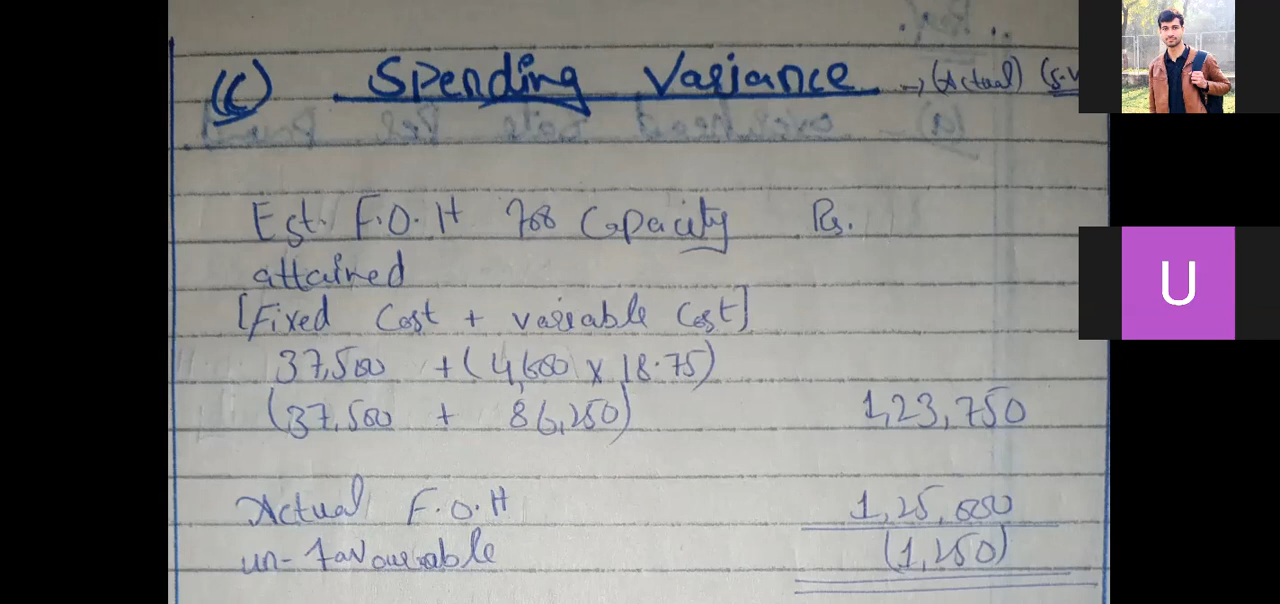 (C) Spending Variance → (Actual) (S.V
Est. F.O.H for Capacity Rs.
attained
[Fixed Cost + variable Cost]
37,500 + (4,600 x 18.75)
(37,500 + 86,250) 1,23,750
Actual F.O.H 1,25,000
un-favourable (1,250)
U